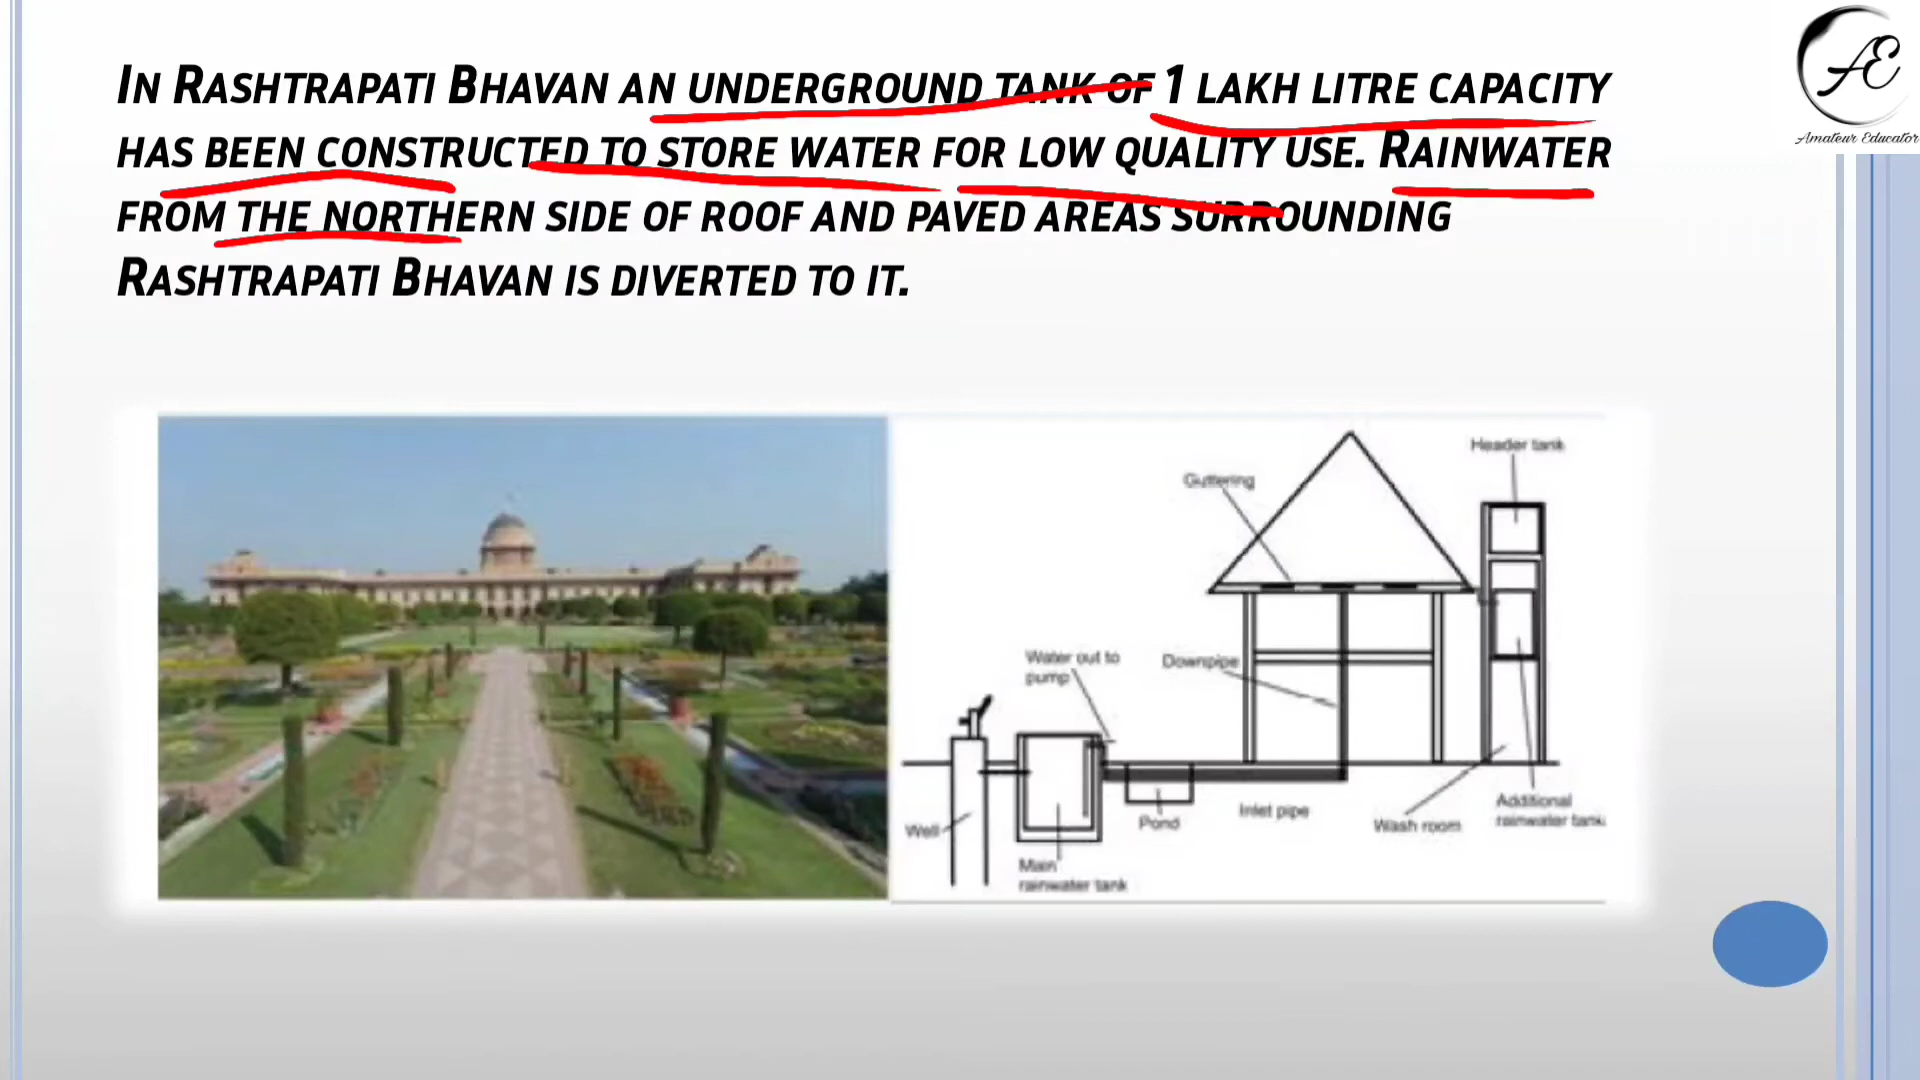 In Rashtrapati Bhavan an underground tank of 1 lakh litre capacity
has been constructed to store water for low quality use. Rainwater
from the northern side of roof and paved areas surrounding
Rashtrapati Bhavan is diverted to it.
AE
Amateur Educator
Header tank
Guttering
Water out to
pump
Downpipe
Well
Pond
Inlet pipe
Wash room
Additional
rainwater tank
Main
rainwater tank